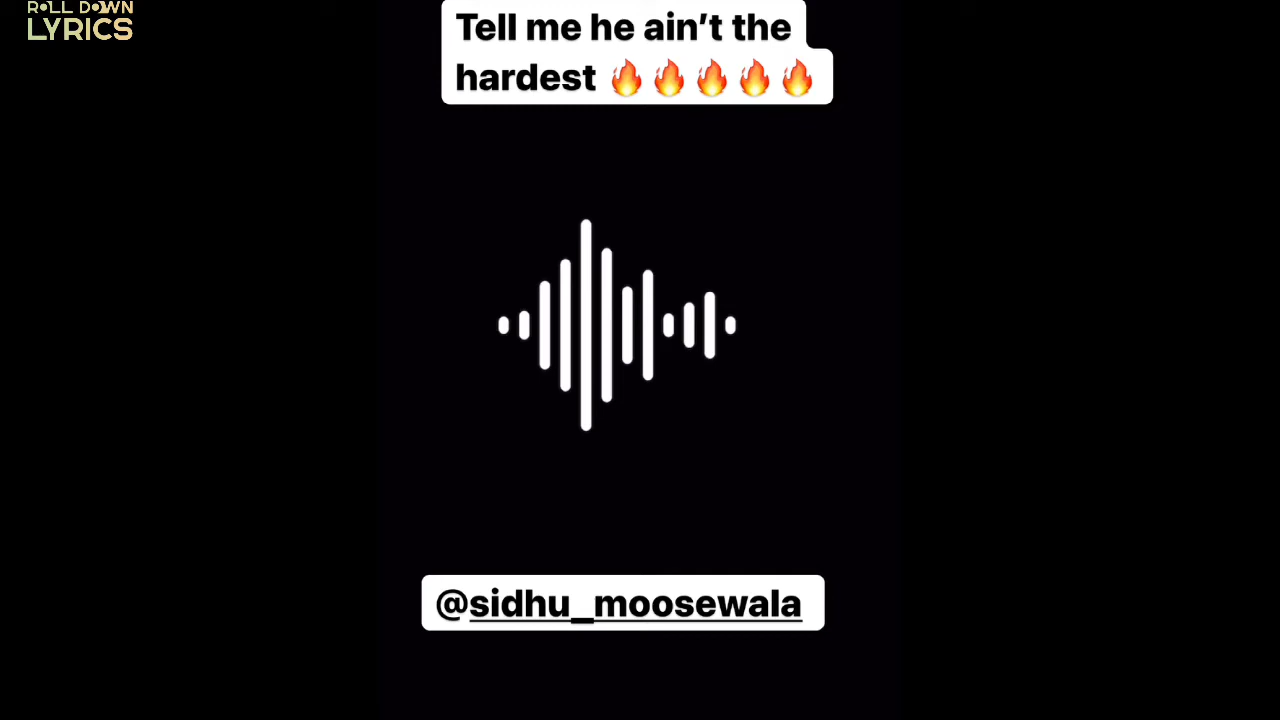 ROLL DOWN
LYRICS
Tell me he ain’t the
hardest 🔥🔥🔥🔥🔥
@sidhu_moosewala